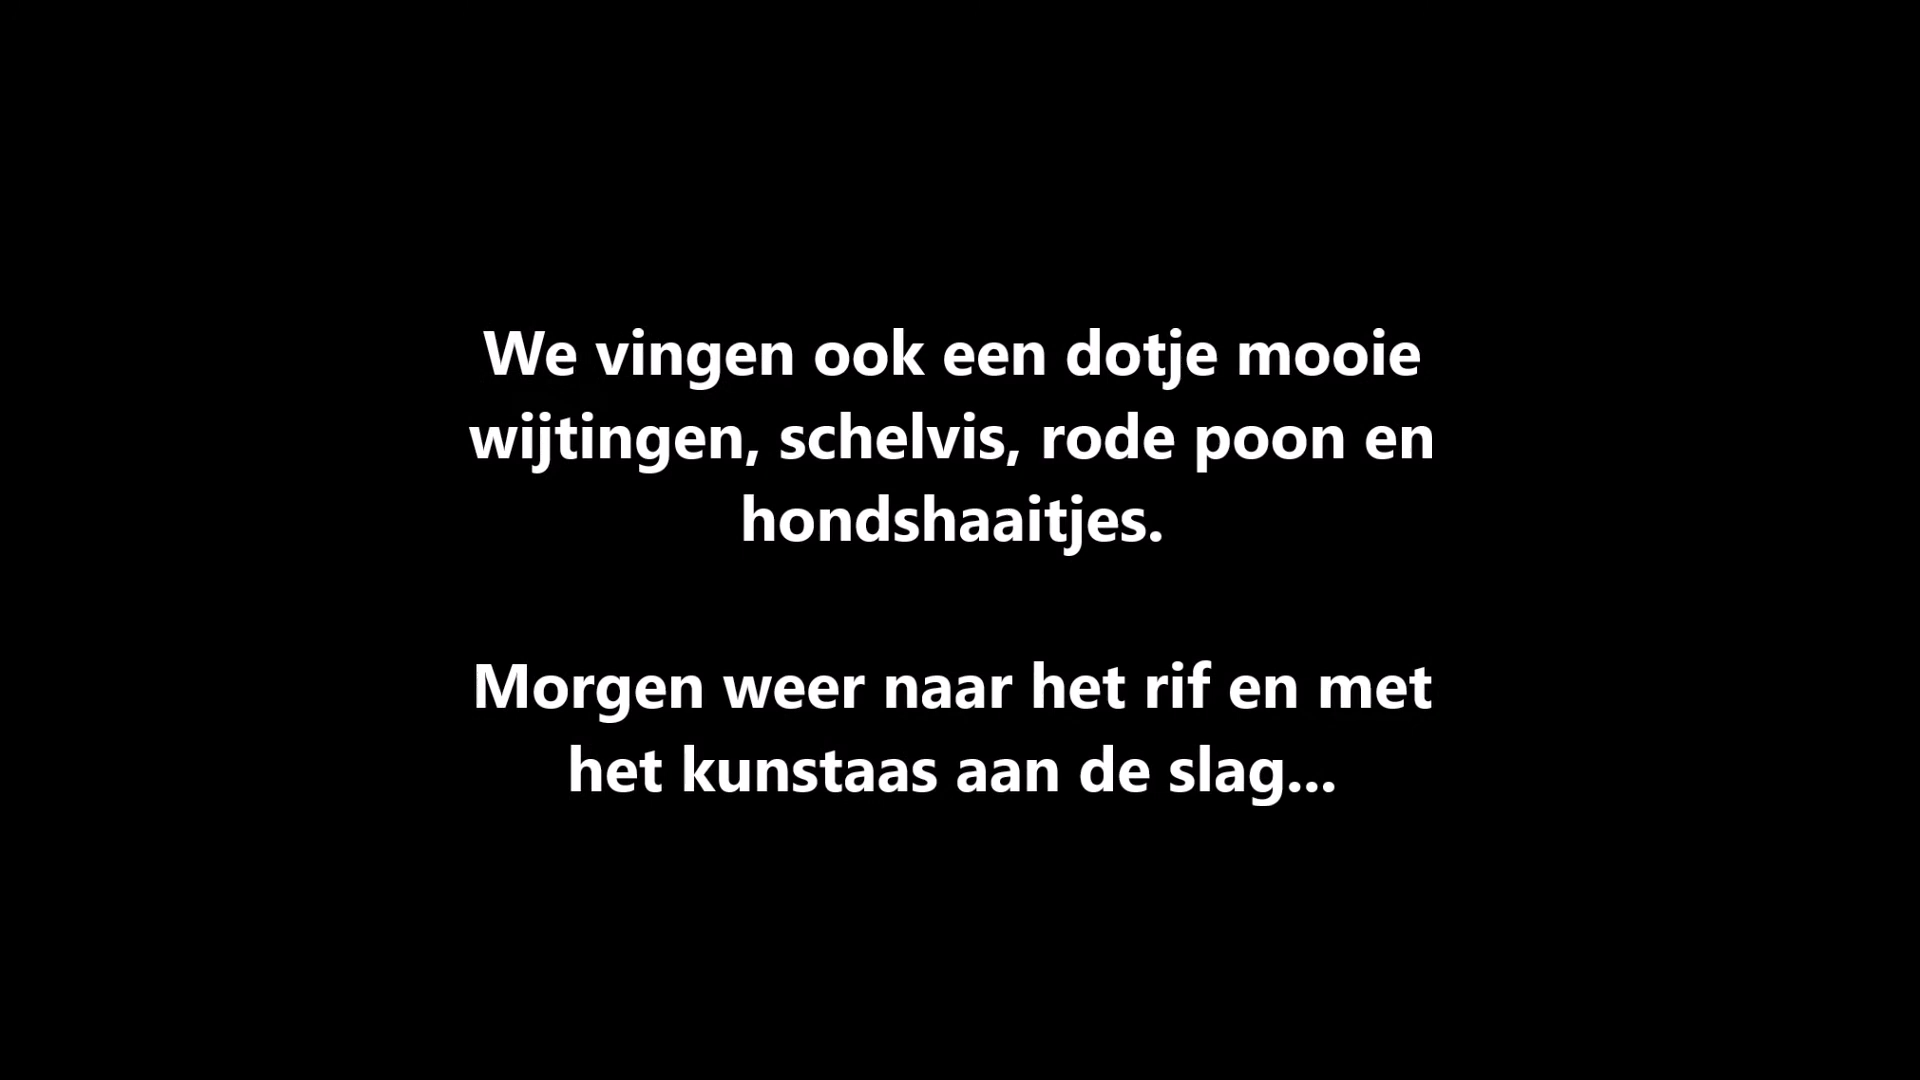 We vingen ook een dotje mooie
wijtingen, schelvis, rode poon en
hondshaaitjes.
Morgen weer naar het rif en met
het kunstaas aan de slag...